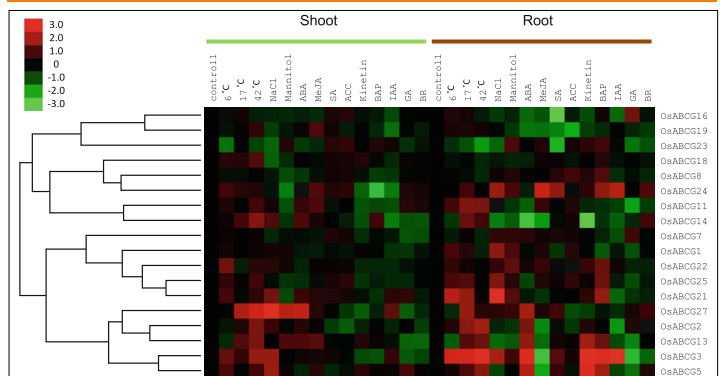 Shoot Root
3.0
2.0
1.0
0
-1.0
-2.0
-3.0
controll 6℃ 17℃ 42℃ NaCl Mannitol ABA MeJA SA ACC Kinetin BAP IAA GA BR controll 6℃ 17℃ 42℃ NaCl Mannitol ABA MeJA SA ACC Kinetin BAP IAA GA BR
OsABCG16
OsABCG19
OsABCG23
OsABCG18
OsABCG8
OsABCG24
OsABCG11
OsABCG14
OsABCG7
OsABCG1
OsABCG22
OsABCG25
OsABCG21
OsABCG27
OsABCG2
OsABCG13
OsABCG3
OsABCG5